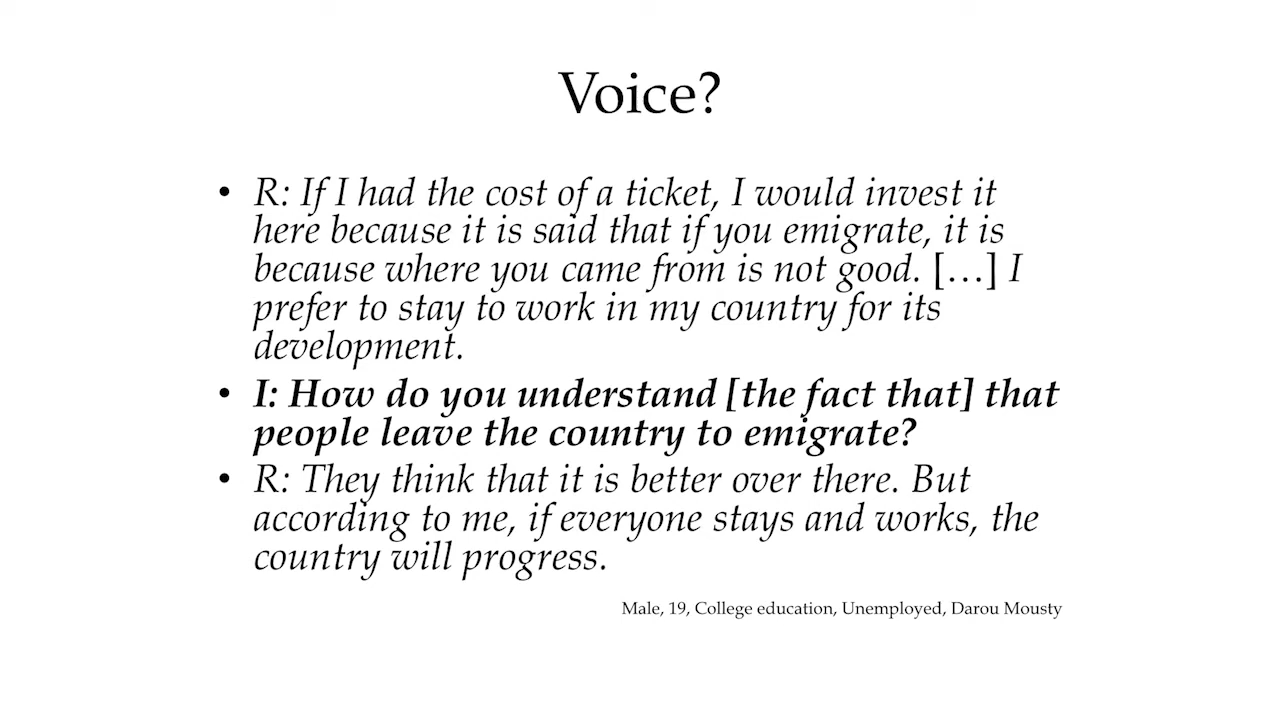 Voice?
• R: If I had the cost of a ticket, I would invest it
here because it is said that if you emigrate, it is
because where you came from is not good. […] I
prefer to stay to work in my country for its
development.
• I: How do you understand [the fact that] that
people leave the country to emigrate?
• R: They think that it is better over there. But
according to me, if everyone stays and works, the
country will progress.
Male, 19, College education, Unemployed, Darou Mousty